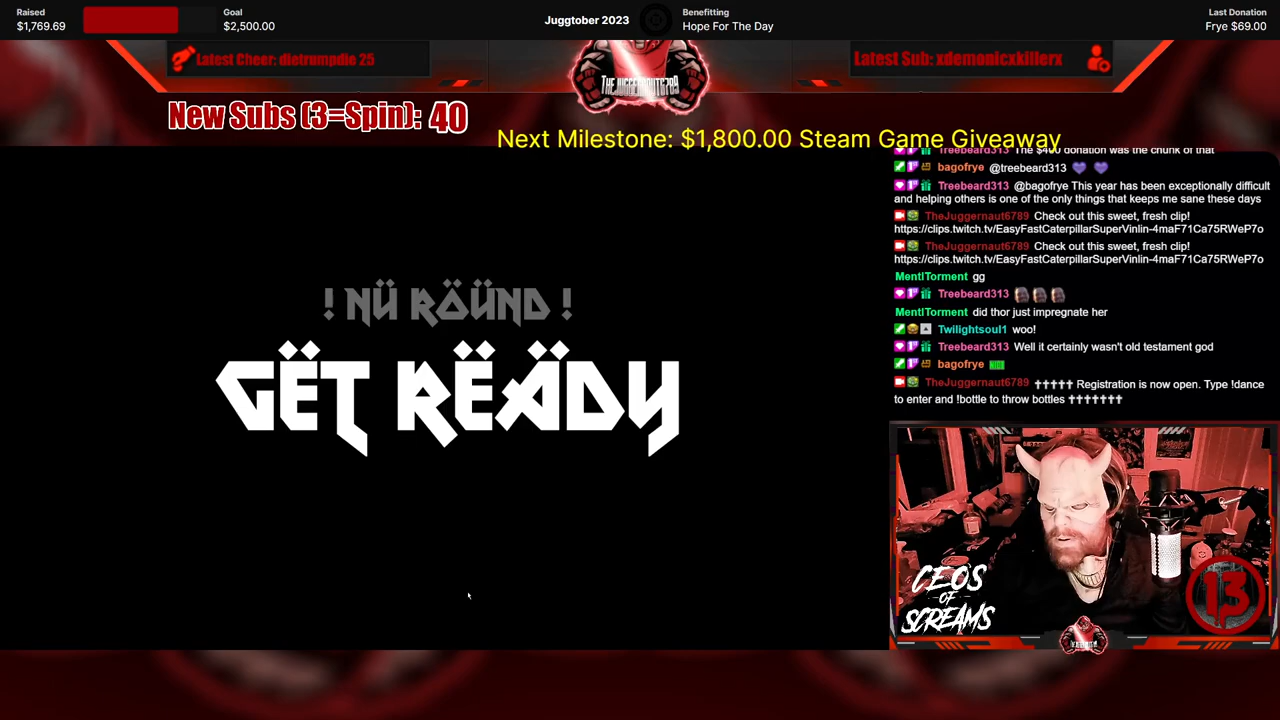 Raised
$1,769.69
Goal
$2,500.00
Juggtober 2023
Benefitting
Hope For The Day
Last Donation
Frye $69.00
Latest Cheer: dietrumpdie 25
THEJUGGERNAUT6789
Latest Sub: xdemonicxkillerx
New Subs (3=Spin): 40
Next Milestone: $1,800.00 Steam Game Giveaway
Treebeard313 The $400 donation was the chunk of that
bagofrye @treebeard313
Treebeard313 @bagofrye This year has been exceptionally difficult
and helping others is one of the only things that keeps me sane these days
TheJuggernaut6789 Check out this sweet, fresh clip!
https://clips.twitch.tv/EasyFastCaterpillarSuperVinlin-4maF71Ca75RWeP7o
TheJuggernaut6789 Check out this sweet, fresh clip!
https://clips.twitch.tv/EasyFastCaterpillarSuperVinlin-4maF71Ca75RWeP7o
MentlTorment gg
Treebeard313
MentlTorment did thor just impregnate her
Twilightsoul1 woo!
Treebeard313 Well it certainly wasn't old testament god
bagofrye
TheJuggernaut6789 ✝✝✝✝✝ Registration is now open. Type !dance
to enter and !bottle to throw bottles ✝✝✝✝✝✝✝
! NÜ RÖÜND !
GËT RËÄDY
CEOS
OF
SCREAMS
13